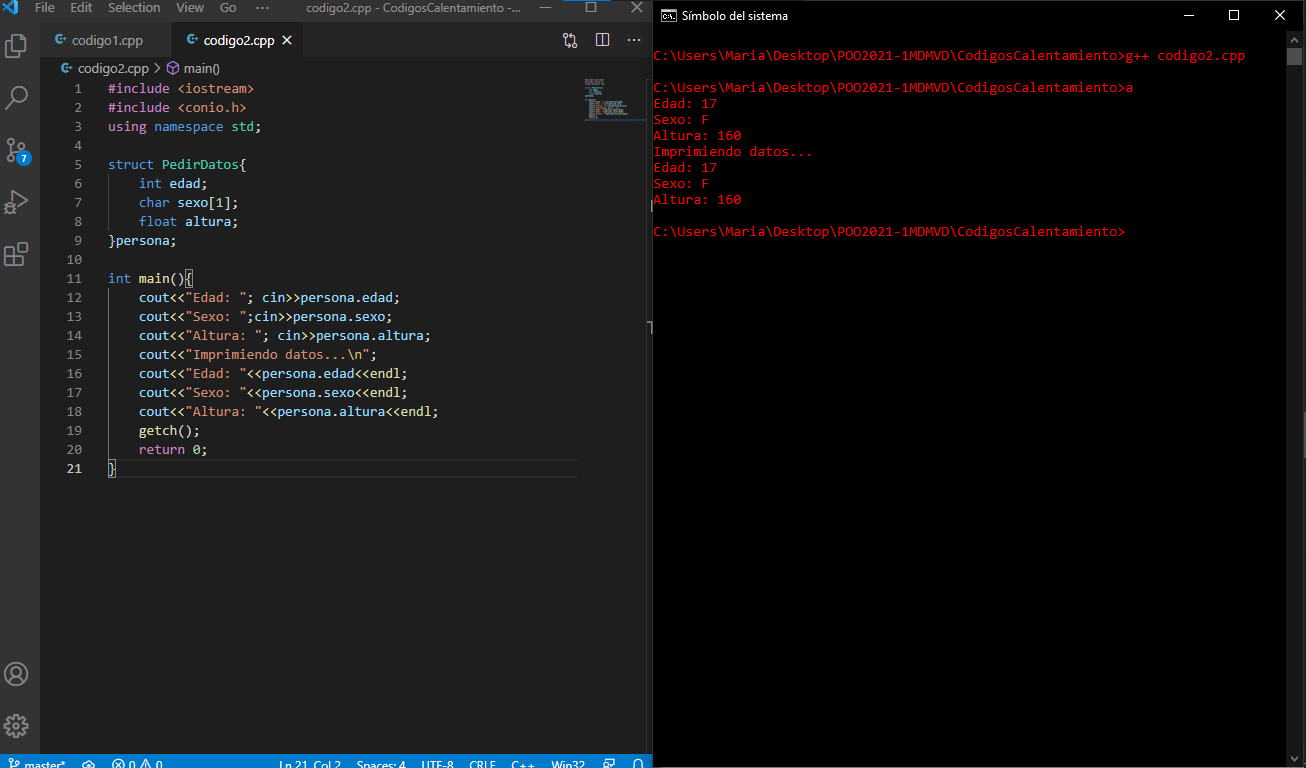 File Edit Selection View Go ··· codigo2.cpp - CodigosCalentamiento -...
codigo1.cpp codigo2.cpp
codigo2.cpp > main()
1 #include <iostream>
2 #include <conio.h>
3 using namespace std;
4
5 struct PedirDatos{
6 int edad;
7 char sexo[1];
8 float altura;
9 }persona;
10
11 int main(){
12 cout<<"Edad: "; cin>>persona.edad;
13 cout<<"Sexo: ";cin>>persona.sexo;
14 cout<<"Altura: "; cin>>persona.altura;
15 cout<<"Imprimiendo datos...\n";
16 cout<<"Edad: "<<persona.edad<<endl;
17 cout<<"Sexo: "<<persona.sexo<<endl;
18 cout<<"Altura: "<<persona.altura<<endl;
19 getch();
20 return 0;
21 }
7
master* 0 0 Ln 21, Col 2 Spaces: 4 UTF-8 CRLF C++ Win32
Símbolo del sistema
C:\Users\Maria\Desktop\POO2021-1MDMVD\CodigosCalentamiento>g++ codigo2.cpp
C:\Users\Maria\Desktop\POO2021-1MDMVD\CodigosCalentamiento>a
Edad: 17
Sexo: F
Altura: 160
Imprimiendo datos...
Edad: 17
Sexo: F
Altura: 160
C:\Users\Maria\Desktop\POO2021-1MDMVD\CodigosCalentamiento>